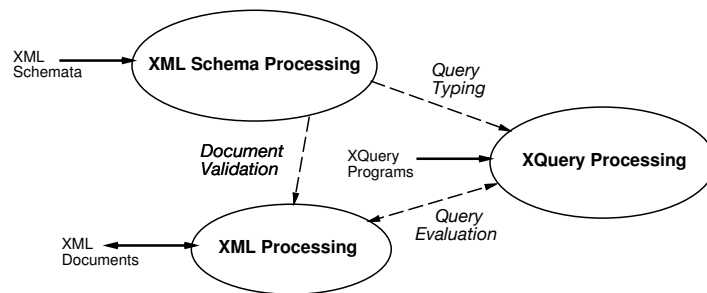 XML
Schemata
XML Schema Processing
Query
Typing
Document
Validation
XQuery
Programs
XQuery Processing
XML
Documents
XML Processing
Query
Evaluation